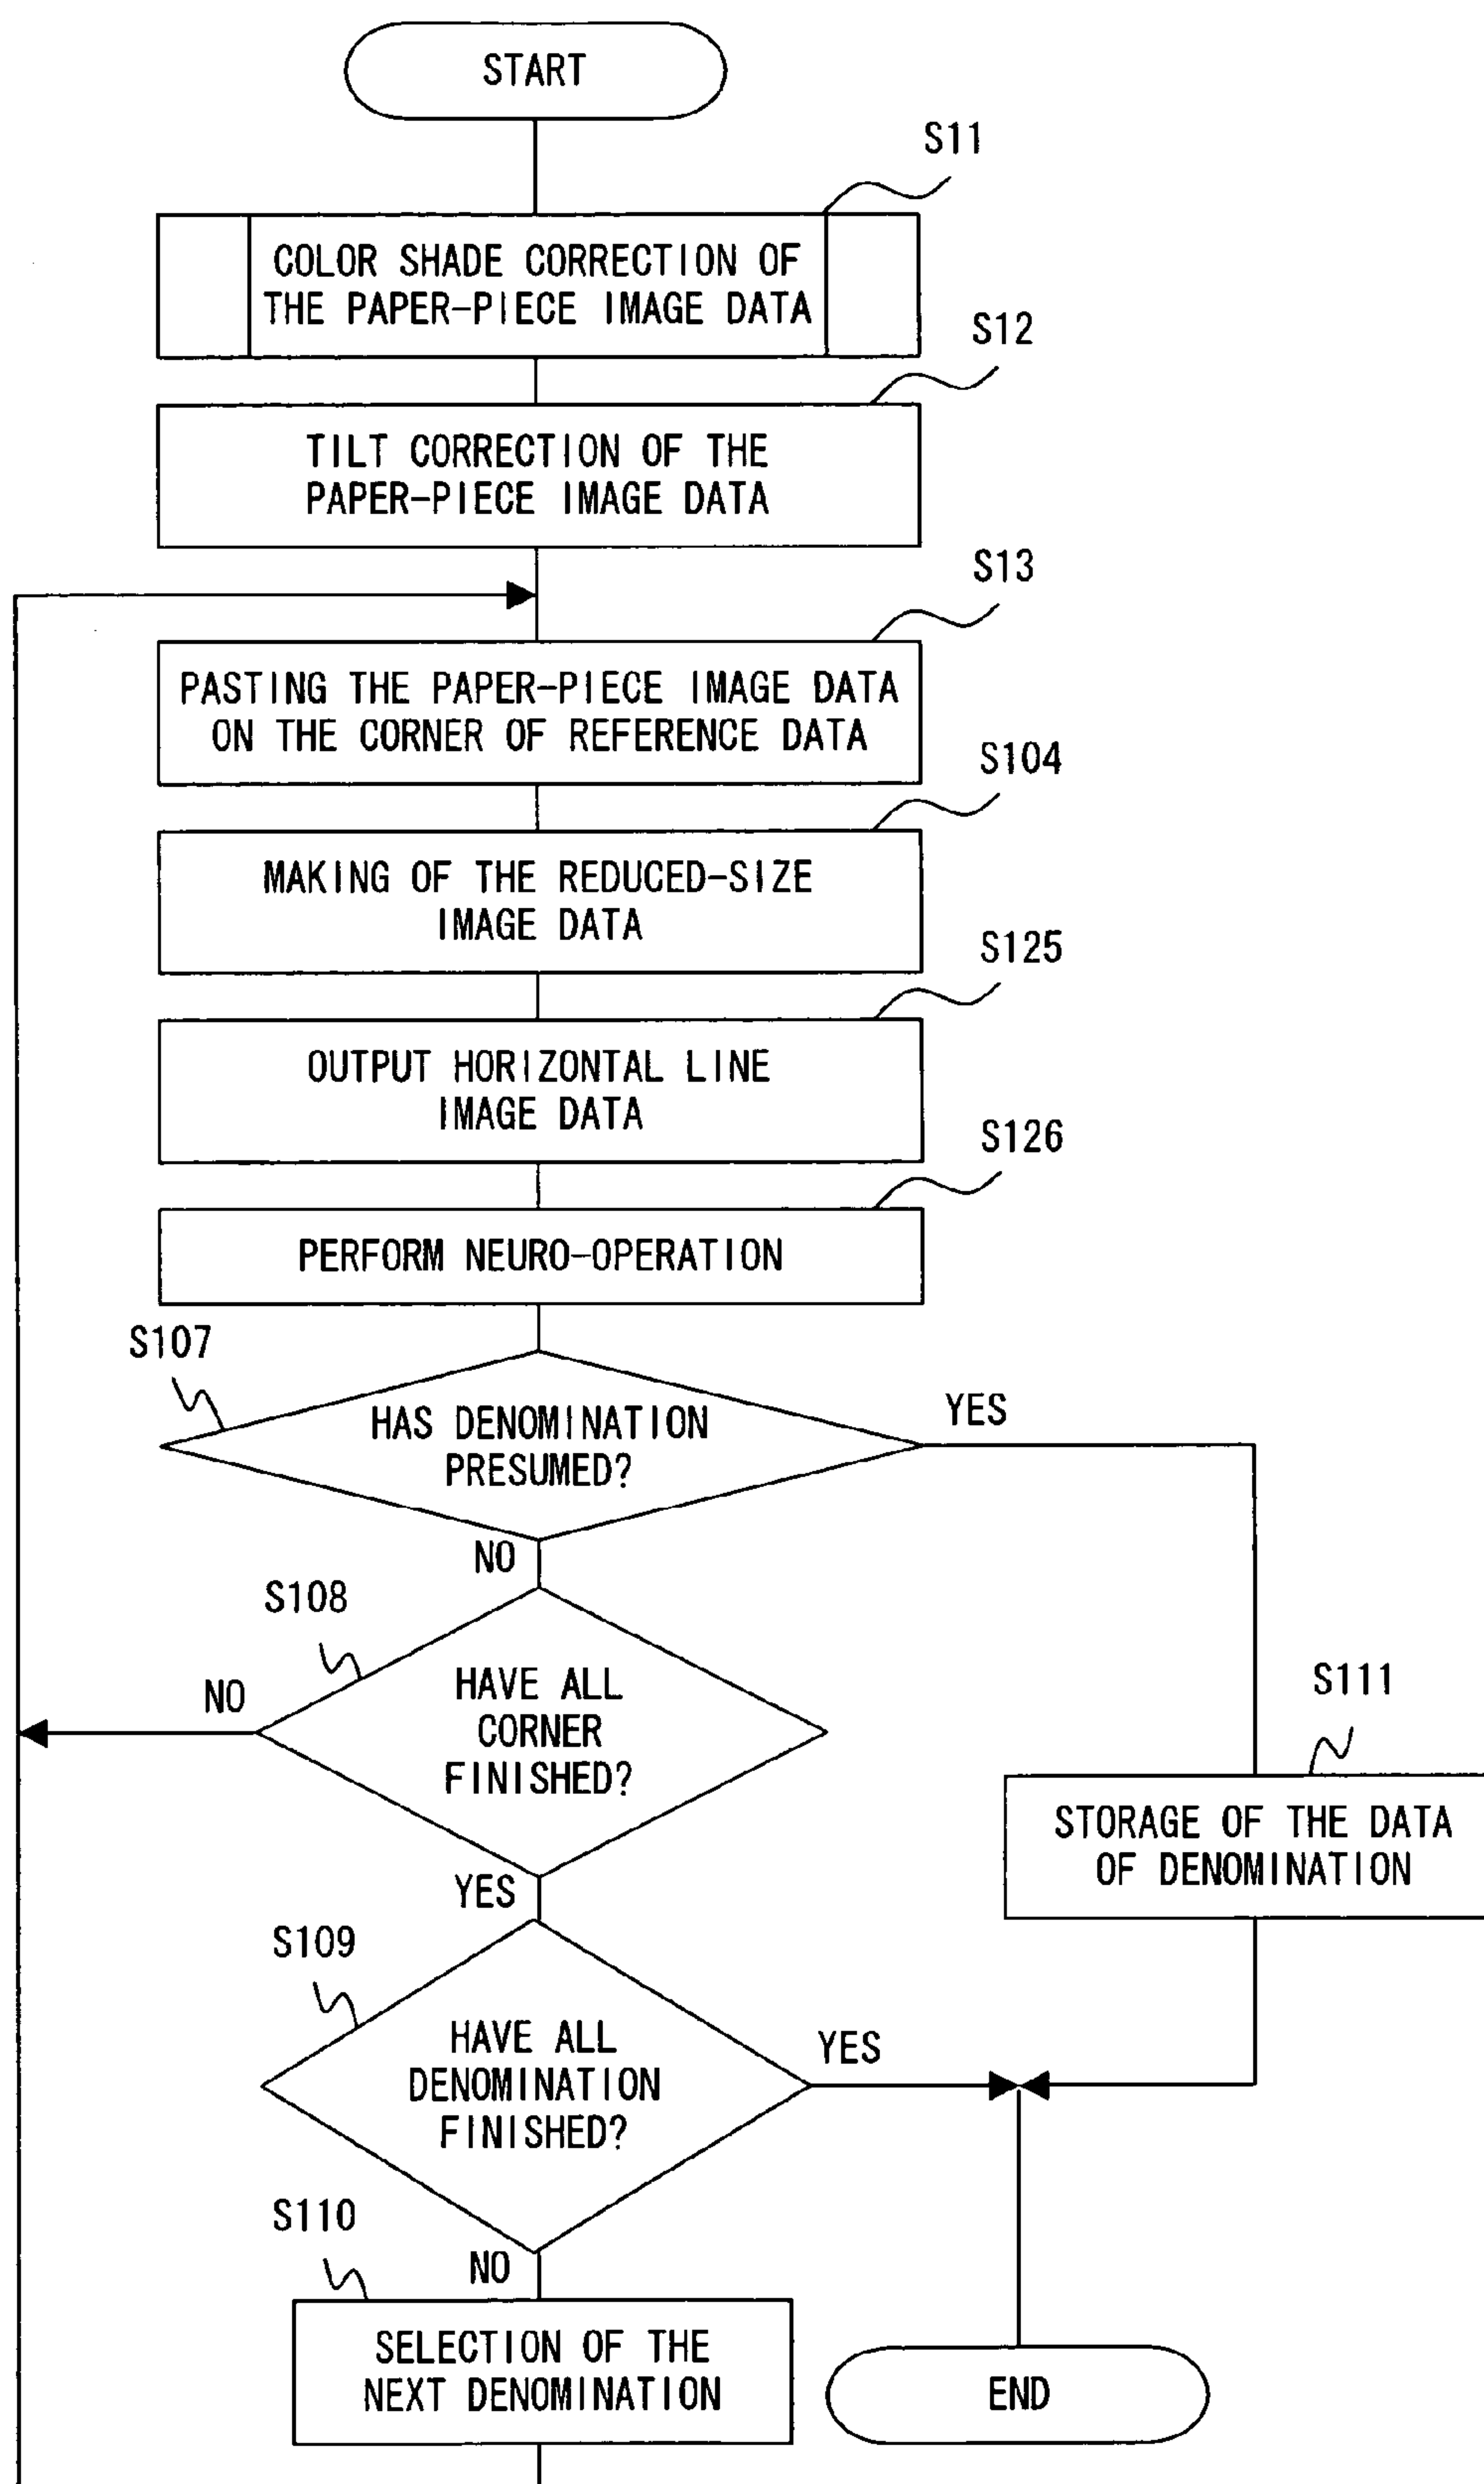 START
S11
COLOR SHADE CORRECTION OF
THE PAPER-PIECE IMAGE DATA
S12
TILT CORRECTION OF THE
PAPER-PIECE IMAGE DATA
S13
PASTING THE PAPER-PIECE IMAGE DATA
ON THE CORNER OF REFERENCE DATA
S104
MAKING OF THE REDUCED-SIZE
IMAGE DATA
S125
OUTPUT HORIZONTAL LINE
IMAGE DATA
S126
PERFORM NEURO-OPERATION
S107
HAS DENOMINATION
PRESUMED?
YES
NO
S108
HAVE ALL
CORNER
FINISHED?
NO
YES
S111
STORAGE OF THE DATA
OF DENOMINATION
S109
HAVE ALL
DENOMINATION
FINISHED?
YES
NO
S110
SELECTION OF THE
NEXT DENOMINATION
END